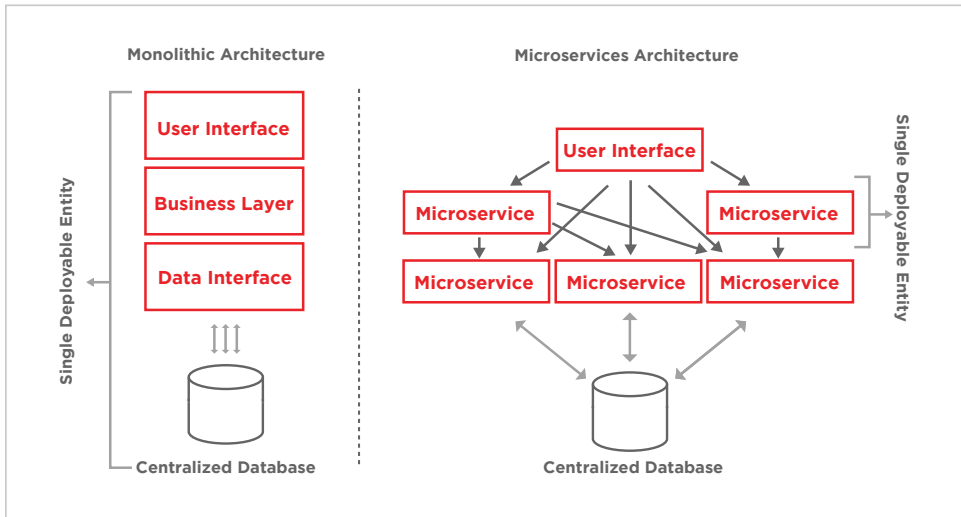 Monolithic Architecture
Single Deployable Entity
User Interface
Business Layer
Data Interface
Centralized Database
Microservices Architecture
User Interface
Microservice
Microservice
Microservice
Microservice
Microservice
Single Deployable Entity
Centralized Database